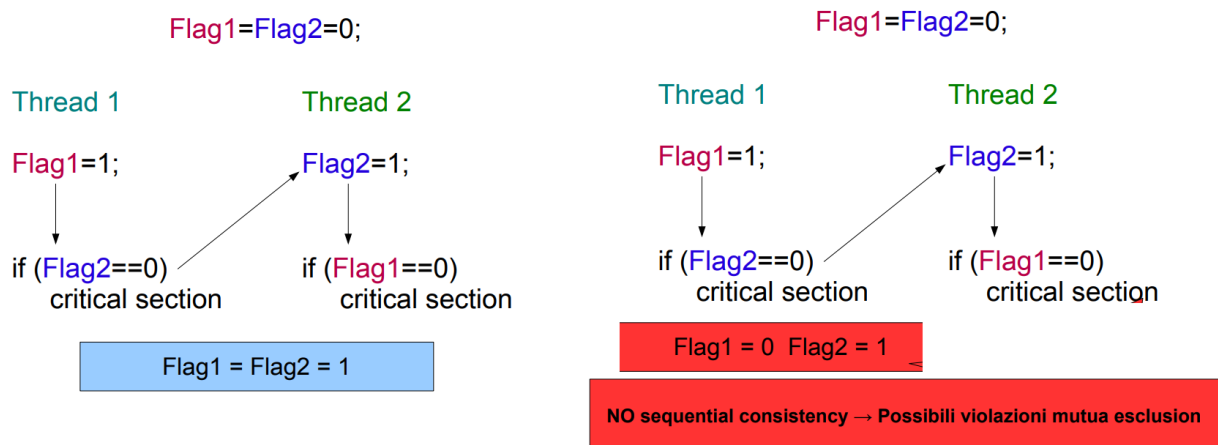 Flag1=Flag2=0;
Thread 1
Thread 2
Flag1=1;
Flag2=1;
if (Flag2==0)
critical section
if (Flag1==0)
critical section
Flag1 = Flag2 = 1
Flag1=Flag2=0;
Thread 1
Thread 2
Flag1=1;
Flag2=1;
if (Flag2==0)
critical section
if (Flag1==0)
critical section
Flag1 = 0 Flag2 = 1
NO sequential consistency → Possibili violazioni mutua esclusion